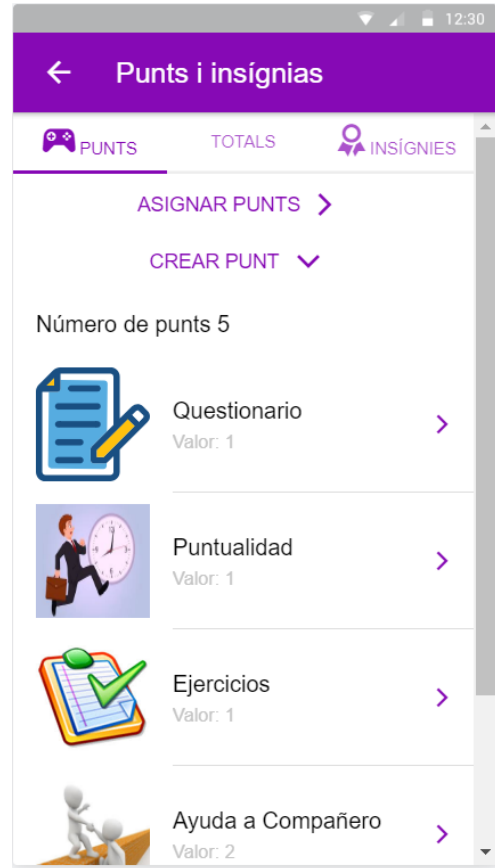 12:30
Punts i insígnias
PUNTS TOTALS INSÍGNIES
ASIGNAR PUNTS
CREAR PUNT
Número de punts 5
Questionario
Valor: 1
Puntualidad
Valor: 1
Ejercicios
Valor: 1
Ayuda a Compañero
Valor: 2